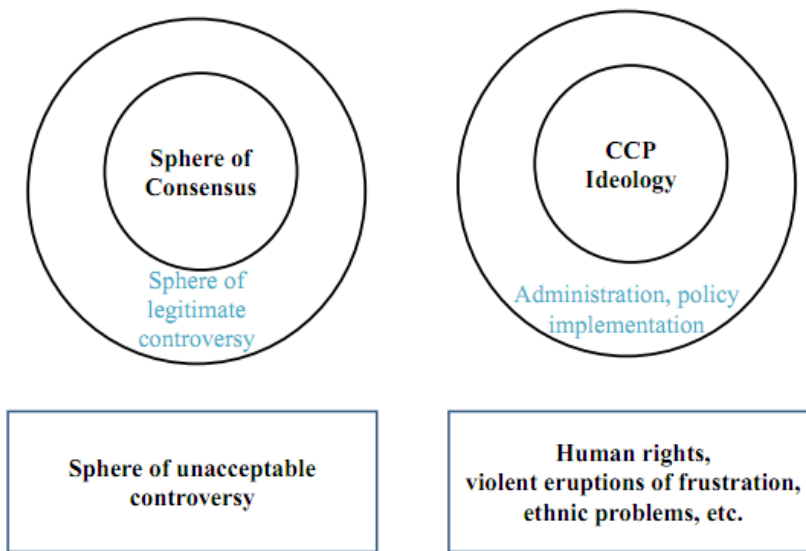 Sphere of
Consensus
Sphere of
legitimate
controversy
CCP
Ideology
Administration, policy
implementation
Sphere of unacceptable
controversy
Human rights,
violent eruptions of frustration,
ethnic problems, etc.